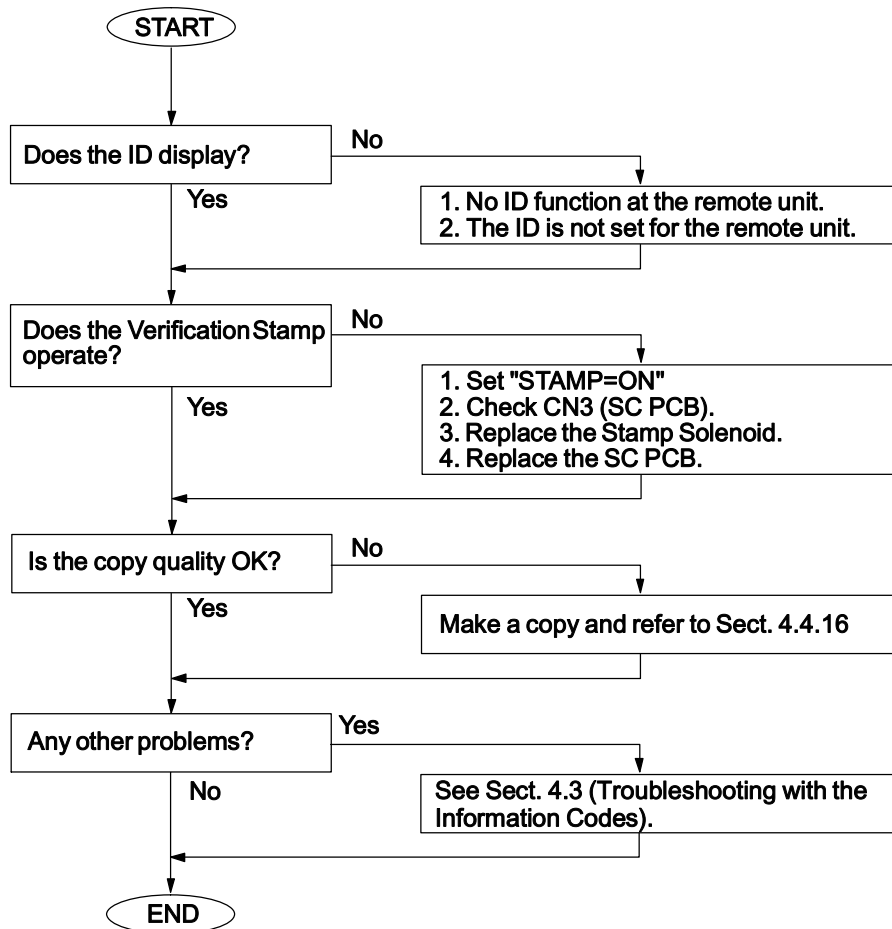 START
Does the ID display?
No
Yes
1. No ID function at the remote unit.
2. The ID is not set for the remote unit.
Does the Verification Stamp
operate?
No
Yes
1. Set "STAMP=ON"
2. Check CN3 (SC PCB).
3. Replace the Stamp Solenoid.
4. Replace the SC PCB.
Is the copy quality OK?
No
Yes
Make a copy and refer to Sect. 4.4.16
Any other problems?
Yes
No
See Sect. 4.3 (Troubleshooting with the
Information Codes).
END